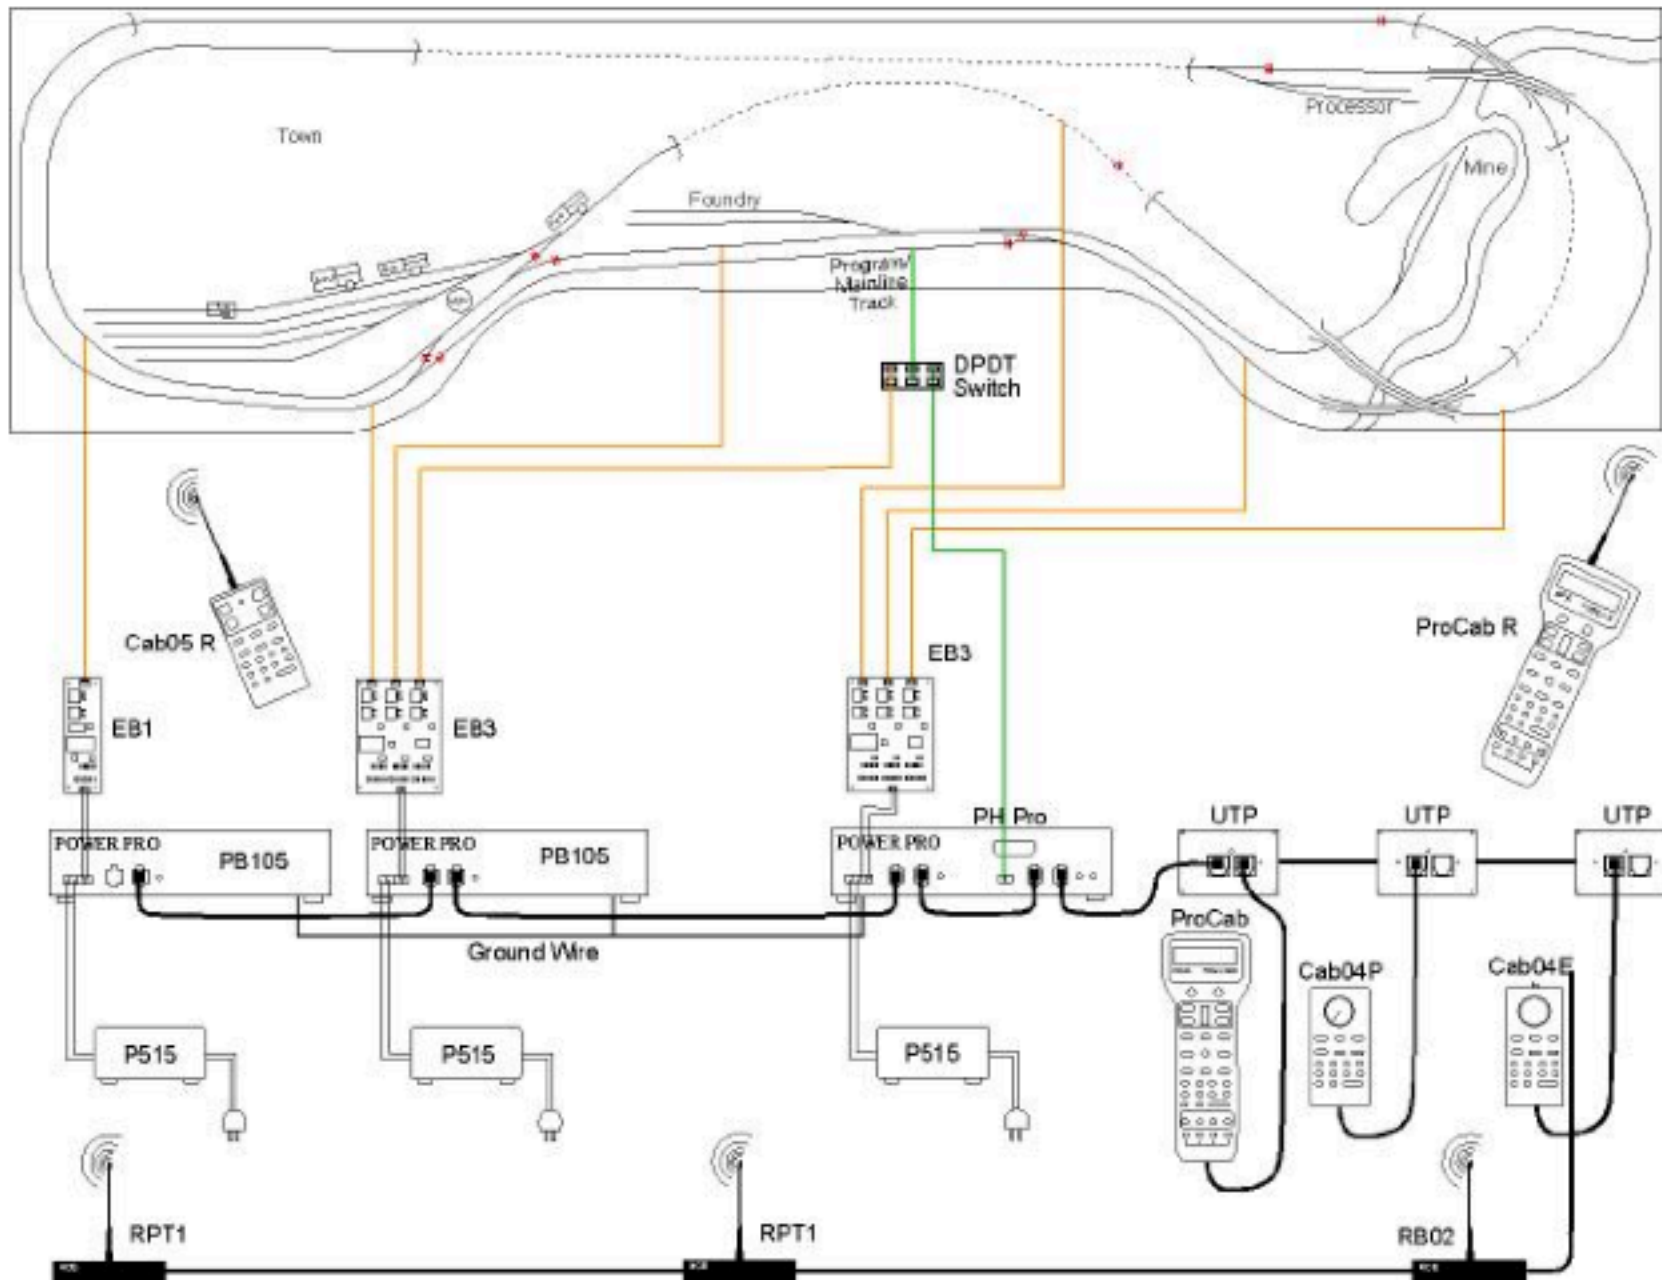 Town
Processor
Mine
Foundry
Program/
Mainline
Track
DPDT
Switch
Cab05 R
ProCab R
EB1
EB3
EB3
PH Pro
UTP
UTP
UTP
POWER PRO
PB105
POWER PRO
PB105
POWER PRO
Ground Wire
ProCab
Cab04P
Cab04E
P515
P515
P515
RPT1
RPT1
RB02